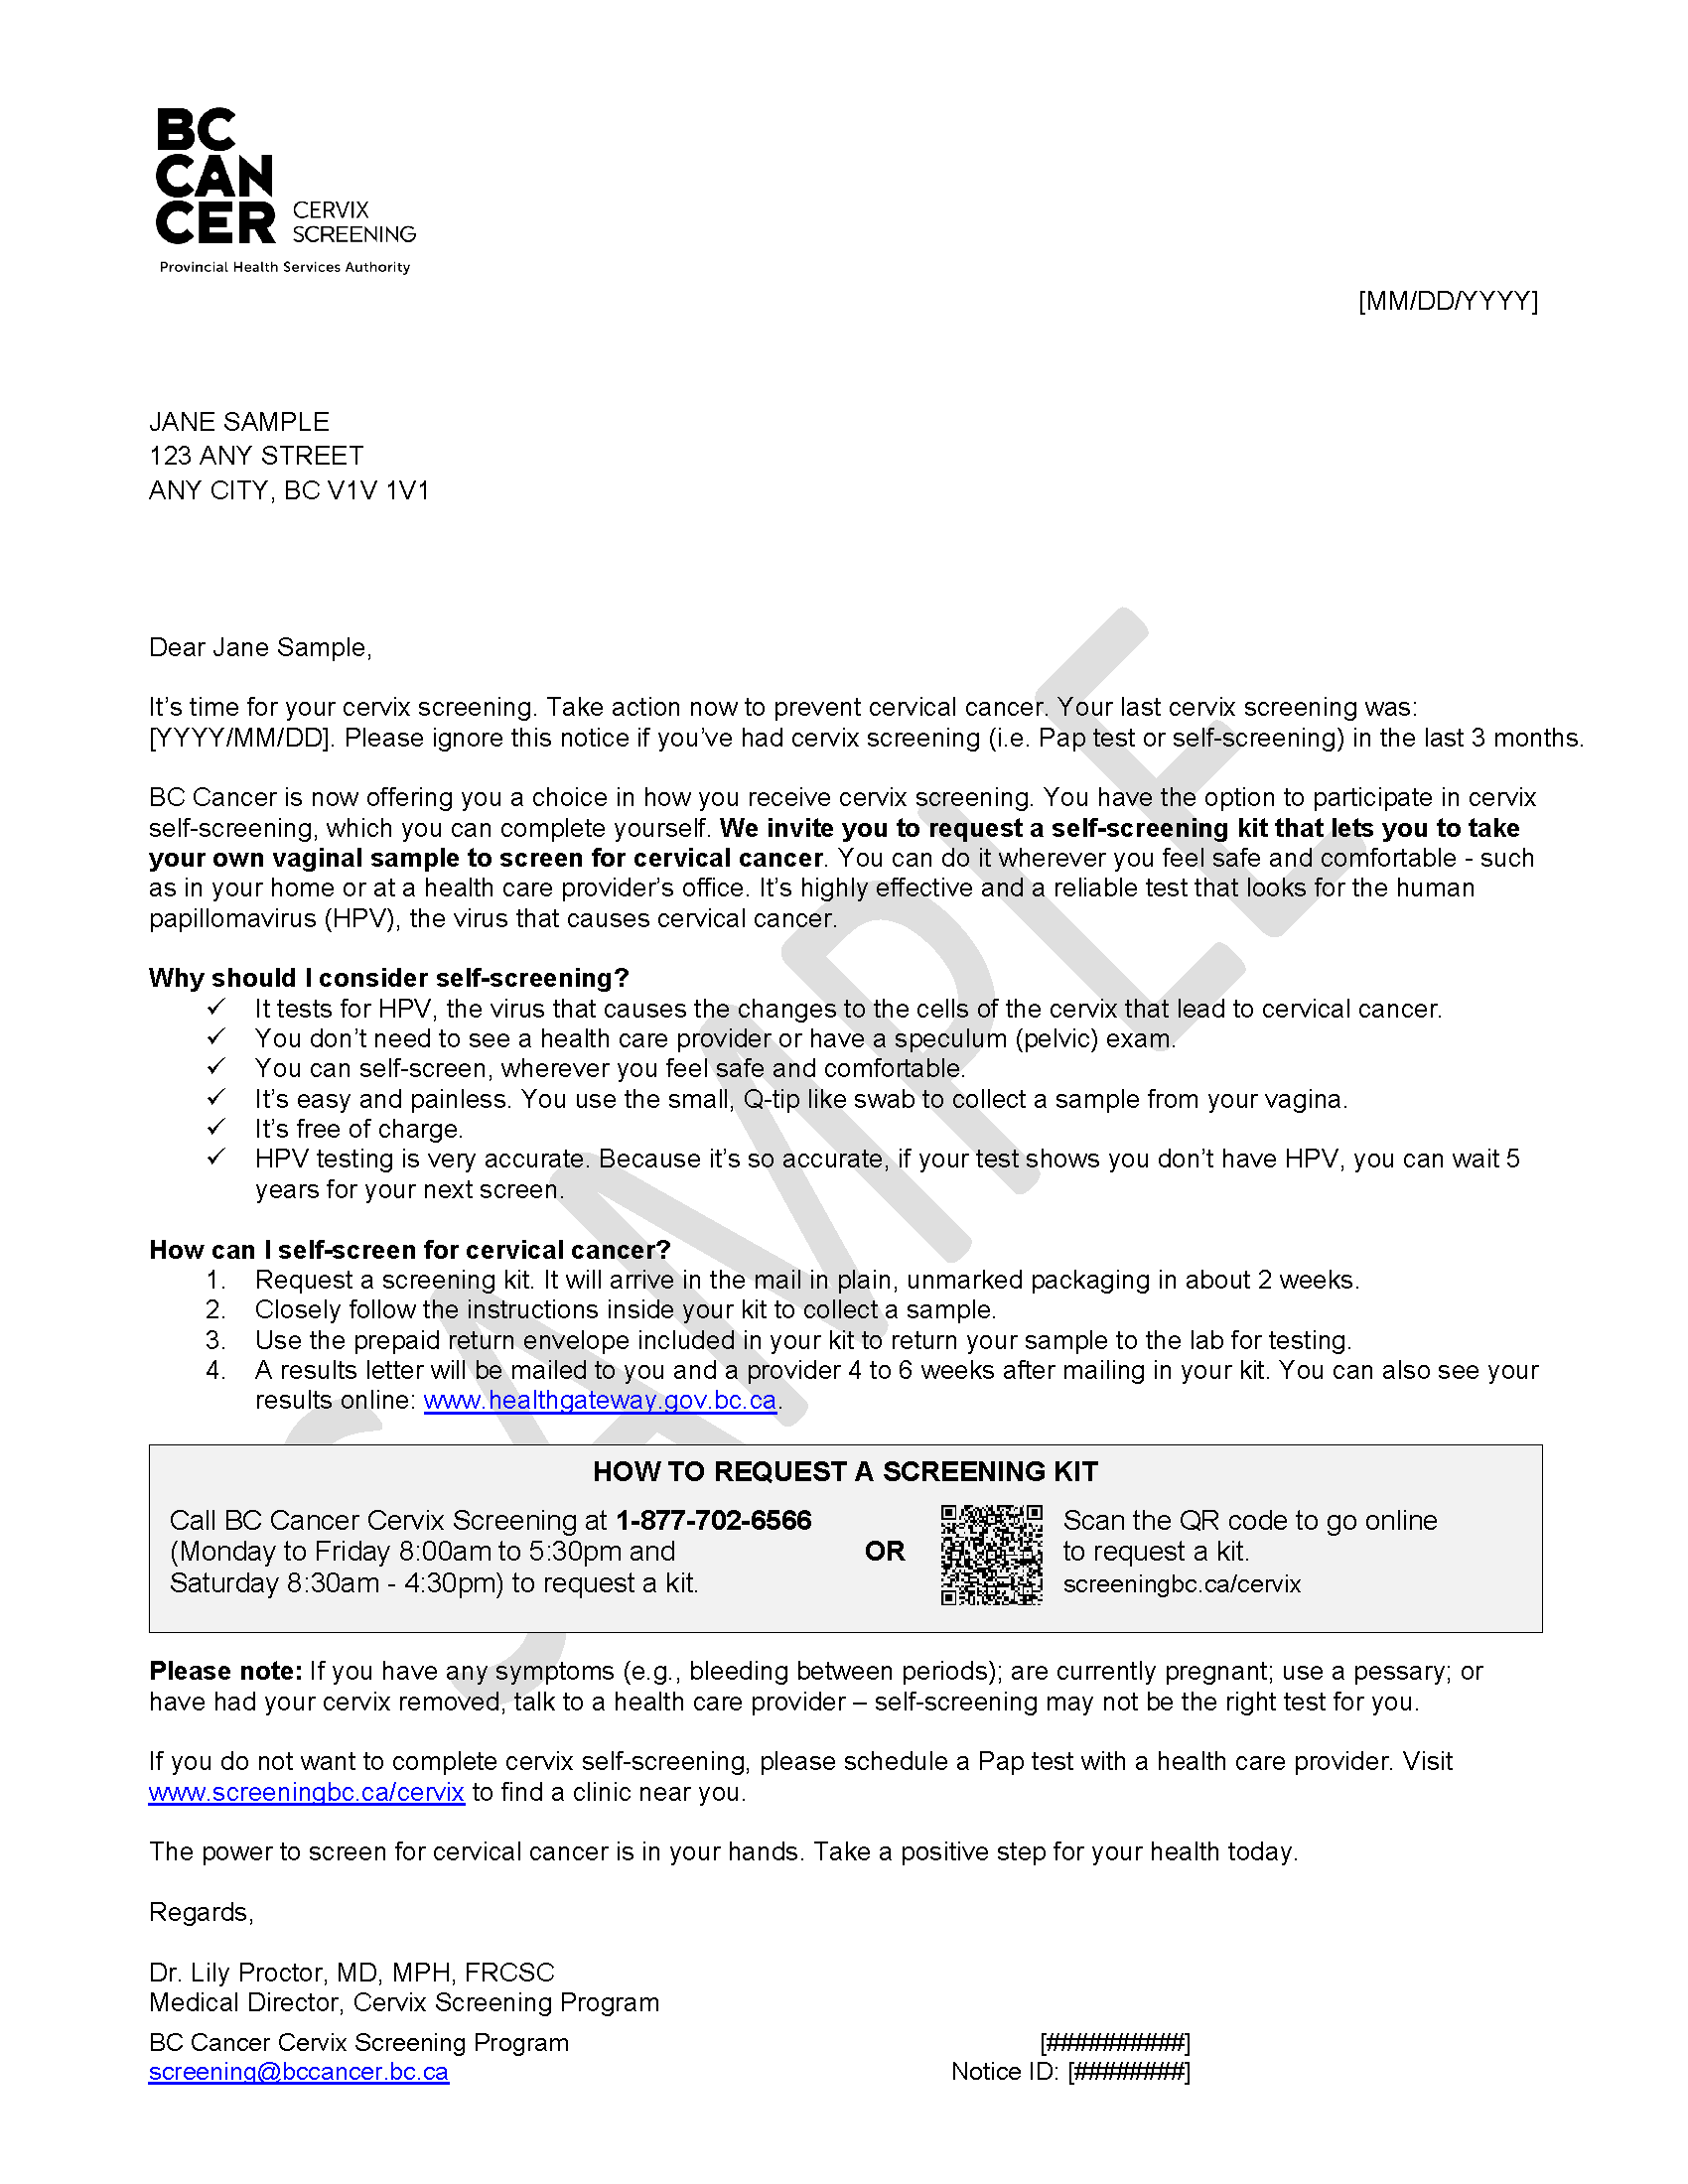 BC
CAN
CER
CERVIX
SCREENING
Provincial Health Services Authority
[MM/DD/YYYY]
JANE SAMPLE
123 ANY STREET
ANY CITY, BC V1V 1V1
Dear Jane Sample,
It’s time for your cervix screening. Take action now to prevent cervical cancer. Your last cervix screening was:
[YYYY/MM/DD]. Please ignore this notice if you’ve had cervix screening (i.e. Pap test or self-screening) in the last 3 months.
BC Cancer is now offering you a choice in how you receive cervix screening. You have the option to participate in cervix
self-screening, which you can complete yourself. We invite you to request a self-screening kit that lets you to take
your own vaginal sample to screen for cervical cancer. You can do it wherever you feel safe and comfortable - such
as in your home or at a health care provider’s office. It’s highly effective and a reliable test that looks for the human
papillomavirus (HPV), the virus that causes cervical cancer.
Why should I consider self-screening?
✓ It tests for HPV, the virus that causes the changes to the cells of the cervix that lead to cervical cancer.
✓ You don’t need to see a health care provider or have a speculum (pelvic) exam.
✓ You can self-screen, wherever you feel safe and comfortable.
✓ It’s easy and painless. You use the small, Q-tip like swab to collect a sample from your vagina.
✓ It’s free of charge.
✓ HPV testing is very accurate. Because it’s so accurate, if your test shows you don’t have HPV, you can wait 5
years for your next screen.
How can I self-screen for cervical cancer?
1. Request a screening kit. It will arrive in the mail in plain, unmarked packaging in about 2 weeks.
2. Closely follow the instructions inside your kit to collect a sample.
3. Use the prepaid return envelope included in your kit to return your sample to the lab for testing.
4. A results letter will be mailed to you and a provider 4 to 6 weeks after mailing in your kit. You can also see your
results online: www.healthgateway.gov.bc.ca.
HOW TO REQUEST A SCREENING KIT
Call BC Cancer Cervix Screening at 1-877-702-6566
(Monday to Friday 8:00am to 5:30pm and
Saturday 8:30am - 4:30pm) to request a kit.
OR
Scan the QR code to go online
to request a kit.
screeningbc.ca/cervix
Please note: If you have any symptoms (e.g., bleeding between periods); are currently pregnant; use a pessary; or
have had your cervix removed, talk to a health care provider – self-screening may not be the right test for you.
If you do not want to complete cervix self-screening, please schedule a Pap test with a health care provider. Visit
www.screeningbc.ca/cervix to find a clinic near you.
The power to screen for cervical cancer is in your hands. Take a positive step for your health today.
Regards,
Dr. Lily Proctor, MD, MPH, FRCSC
Medical Director, Cervix Screening Program
BC Cancer Cervix Screening Program
[##########]
screening@bccancer.bc.ca
Notice ID: [########]
SAMPLE